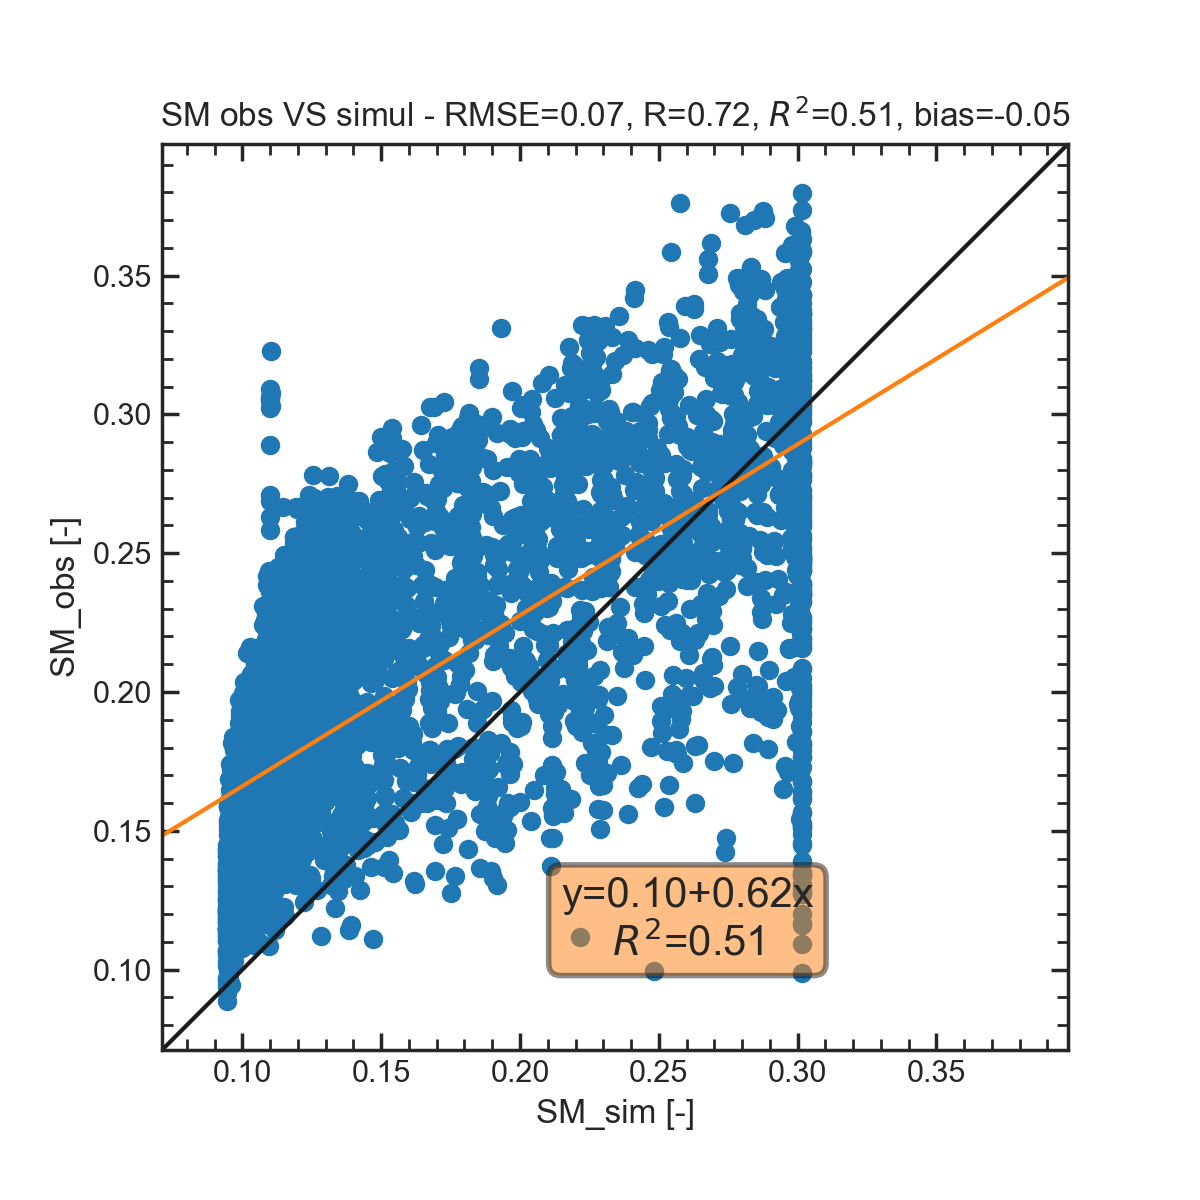 SM obs VS simul - RMSE=0.07, R=0.72, R²=0.51, bias=-0.05
SM_obs [-]
0.35
0.30
0.25
0.20
0.15
0.10
y=0.10+0.62x
R²=0.51
0.10 0.15 0.20 0.25 0.30 0.35
SM_sim [-]